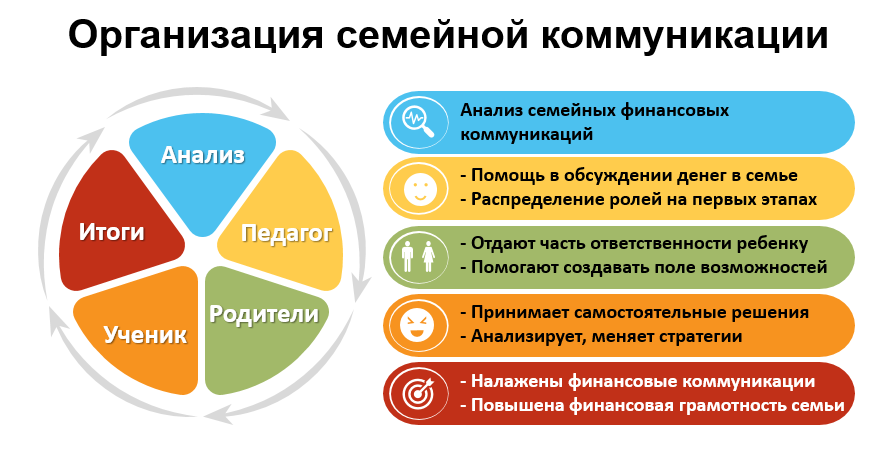 Организация семейной коммуникации
Анализ
Педагог
Родители
Ученик
Итоги
Анализ семейных финансовых
коммуникаций
- Помощь в обсуждении денег в семье
- Распределение ролей на первых этапах
- Отдают часть ответственности ребенку
- Помогают создавать поле возможностей
- Принимает самостоятельные решения
- Анализирует, меняет стратегии
- Налажены финансовые коммуникации
- Повышена финансовая грамотность семьи